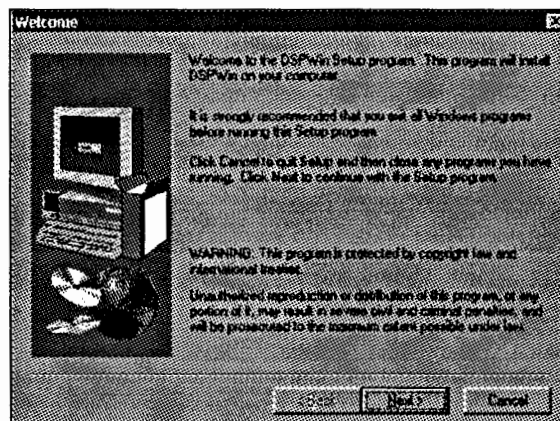 Welcome
Welcome to the DSPWin Setup program. This program will install
DSPWin on your computer.
It is strongly recommended that you exit all Windows programs
before running this Setup program.
Click Cancel to quit Setup and then close any programs you have
running. Click Next to continue with the Setup program.
WARNING: This program is protected by copyright law and
international treaties.
Unauthorized reproduction or distribution of this program, or any
portion of it, may result in severe civil and criminal penalties, and
will be prosecuted to the maximum extent possible under law.
< Back
Next >
Cancel